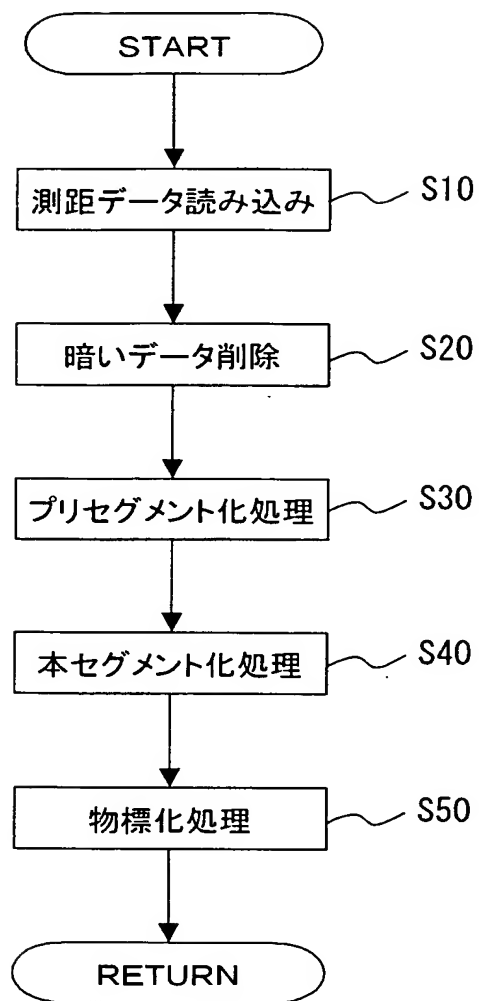 START
測距データ読み込み
S10
暗いデータ削除
S20
プリセグメント化処理
S30
本セグメント化処理
S40
物標化処理
S50
RETURN